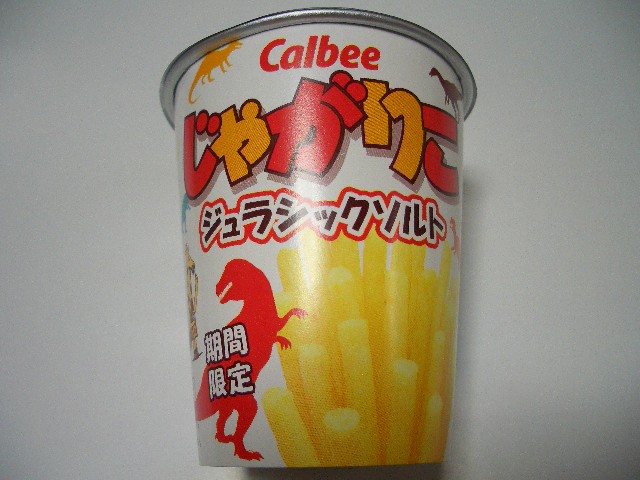 Calbee
じゃがりこ
ジュラシックソルト
期間
限定